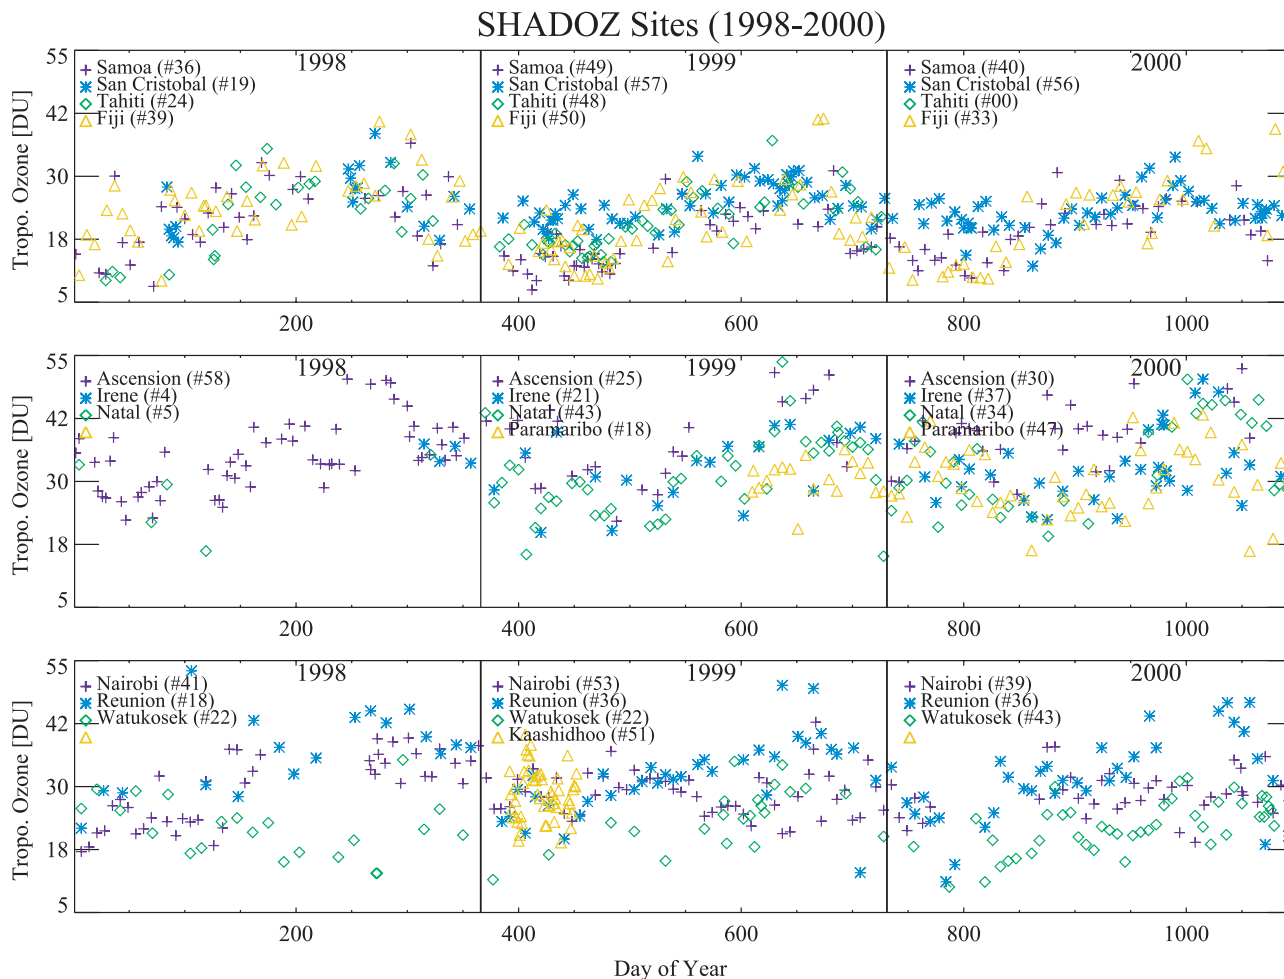 SHADOZ Sites (1998-2000)
Tropo. Ozone [DU]
55
42
30
18
5
1998
Samoa (#36)
San Cristobal (#19)
Tahiti (#24)
Fiji (#39)
1999
Samoa (#49)
San Cristobal (#57)
Tahiti (#48)
Fiji (#50)
2000
Samoa (#40)
San Cristobal (#56)
Tahiti (#00)
Fiji (#33)
200 400 600 800 1000
Tropo. Ozone [DU]
55
42
30
18
5
1998
Ascension (#58)
Irene (#4)
Natal (#5)
1999
Ascension (#25)
Irene (#21)
Natal (#43)
Paramaribo (#18)
2000
Ascension (#30)
Irene (#37)
Natal (#34)
Paramaribo (#47)
200 400 600 800 1000
Tropo. Ozone [DU]
55
42
30
18
5
1998
Nairobi (#41)
Reunion (#18)
Watukosek (#22)
1999
Nairobi (#53)
Reunion (#36)
Watukosek (#22)
Kaashidhoo (#51)
2000
Nairobi (#39)
Reunion (#36)
Watukosek (#43)
200 400 600 800 1000
Day of Year